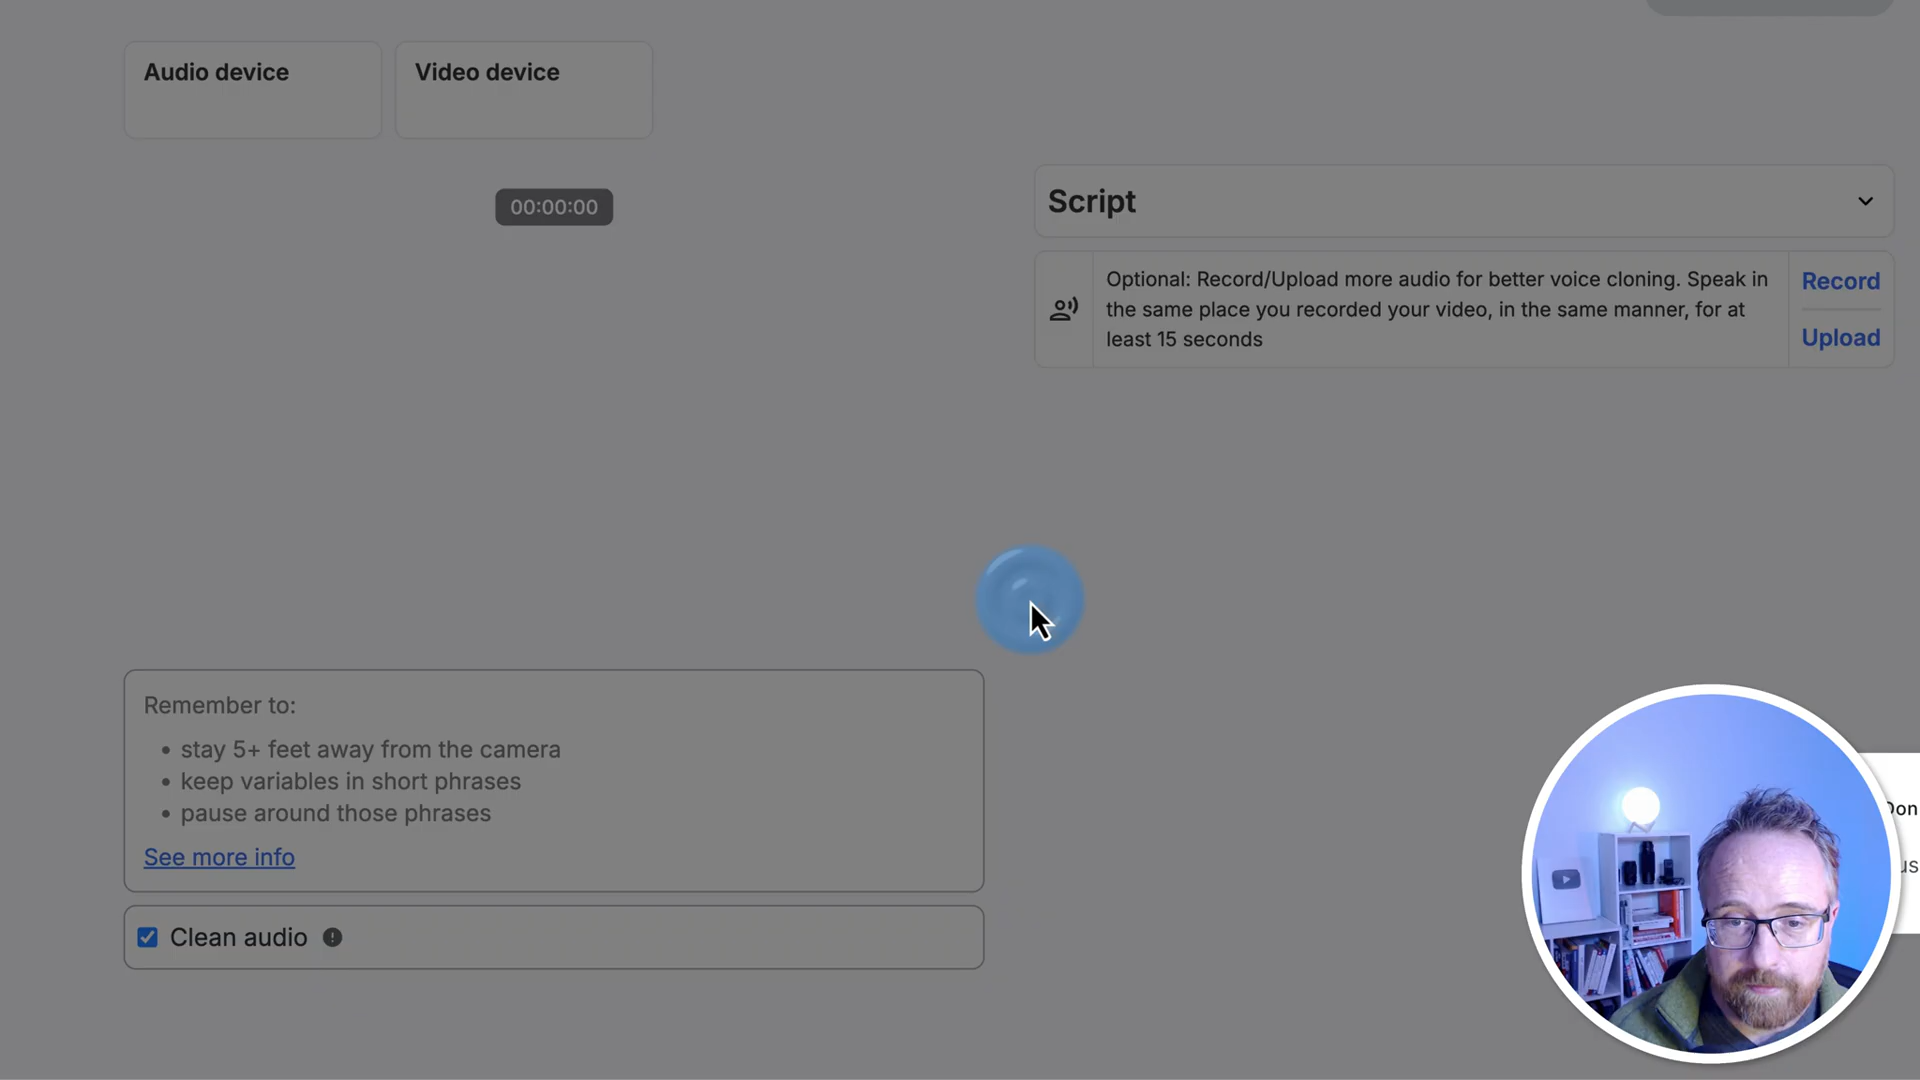 Audio device
Video device
00:00:00
Script
Optional: Record/Upload more audio for better voice cloning. Speak in
the same place you recorded your video, in the same manner, for at
least 15 seconds
Record
Upload
Remember to:
• stay 5+ feet away from the camera
• keep variables in short phrases
• pause around those phrases
See more info
Clean audio